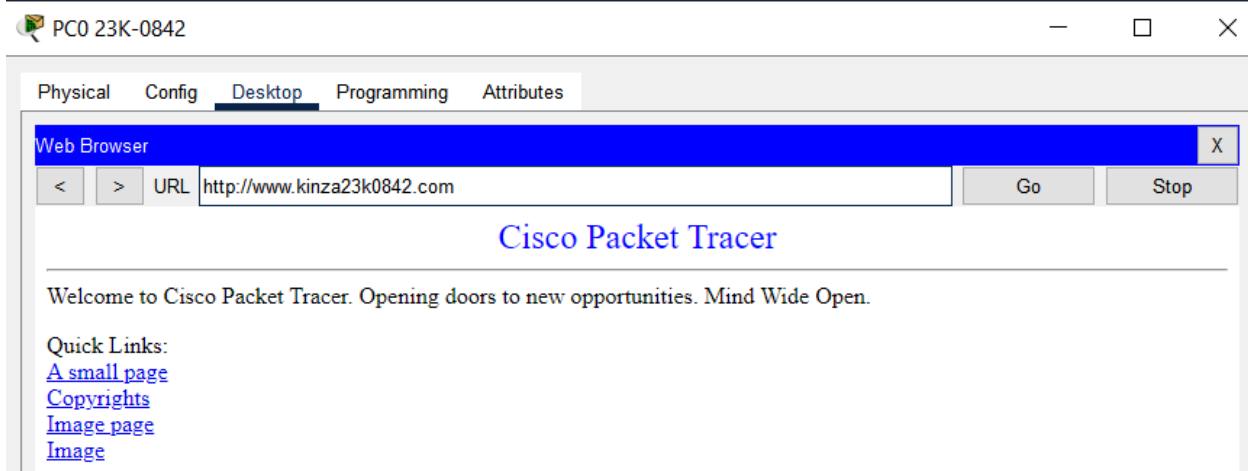 PC0 23K-0842
Physical Config Desktop Programming Attributes
Web Browser X
< > URL http://www.kinza23k0842.com Go Stop
Cisco Packet Tracer
Welcome to Cisco Packet Tracer. Opening doors to new opportunities. Mind Wide Open.
Quick Links:
A small page
Copyrights
Image page
Image